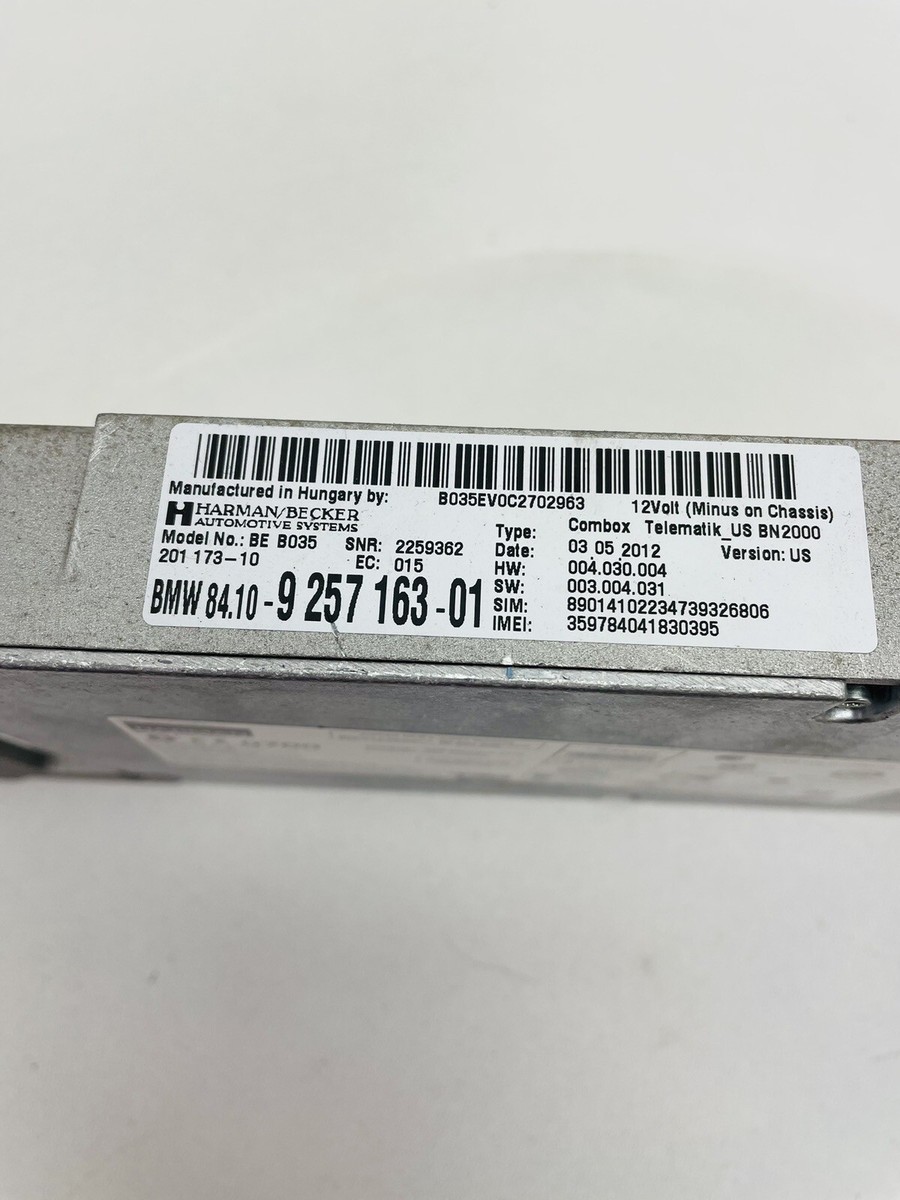 Manufactured in Hungary by: B035EV0C2702963 12Volt (Minus on Chassis)
HARMAN/BECKER
AUTOMOTIVE SYSTEMS
Type: Combox Telematik_US BN2000
Model No.: BE B035 SNR: 2259362 Date: 03 05 2012 Version: US
201 173-10 EC: 015 HW: 004.030.004
SW: 003.004.031
BMW 84.10 - 9 257 163 - 01 SIM: 89014102234739326806
IMEI: 359784041830395